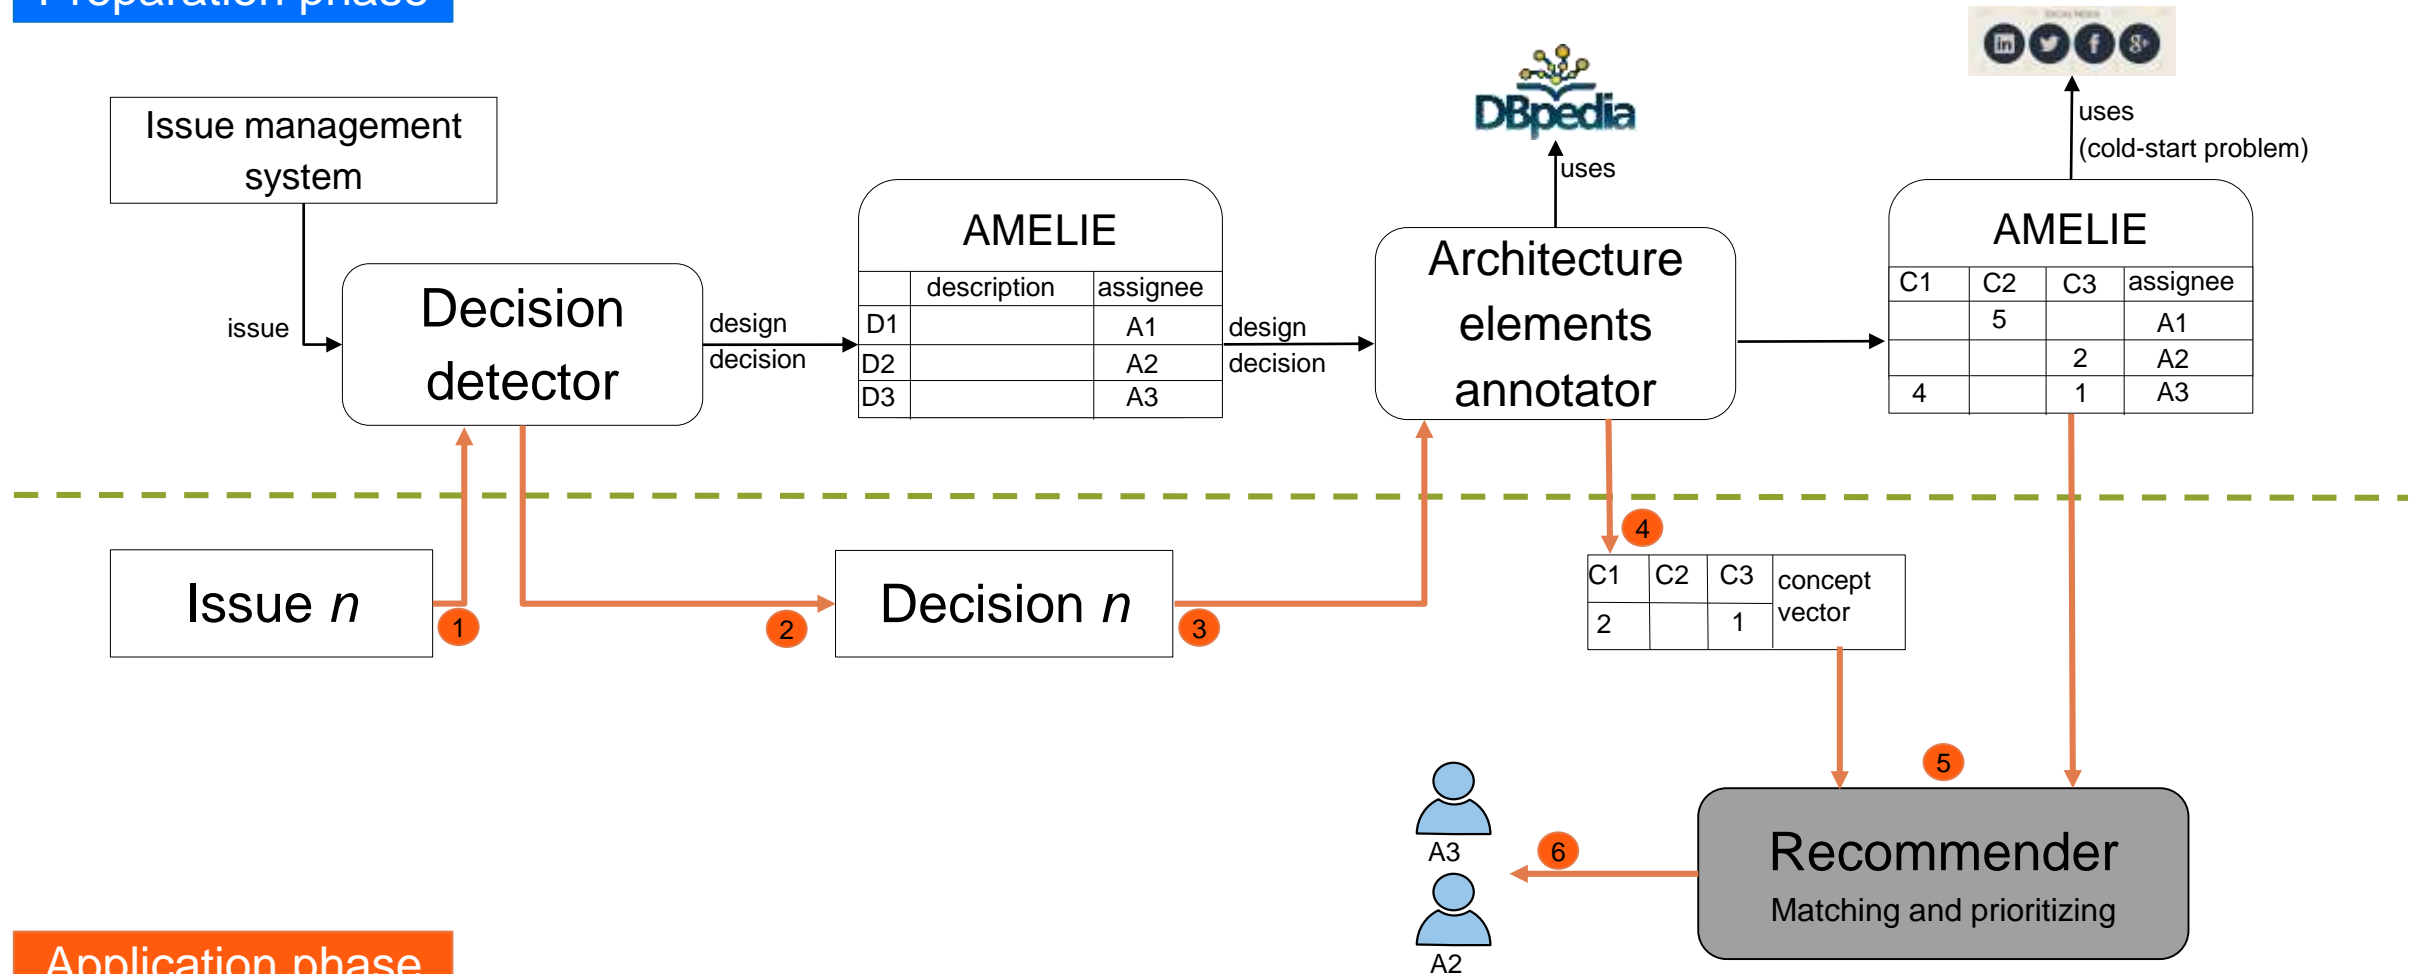 Preparation phase
Issue management
system
issue
Decision
detector
design
decision
AMELIE
description assignee
D1 A1
D2 A2
D3 A3
design
decision
DBpedia
uses
Architecture
elements
annotator
in f g+
uses
(cold-start problem)
AMELIE
C1 C2 C3 assignee
5 A1
2 A2
4 1 A3
Issue n
1
2
Decision n
3
4
C1 C2 C3 concept
vector
2 1
5
Recommender
Matching and prioritizing
6
A3
A2
Application phase